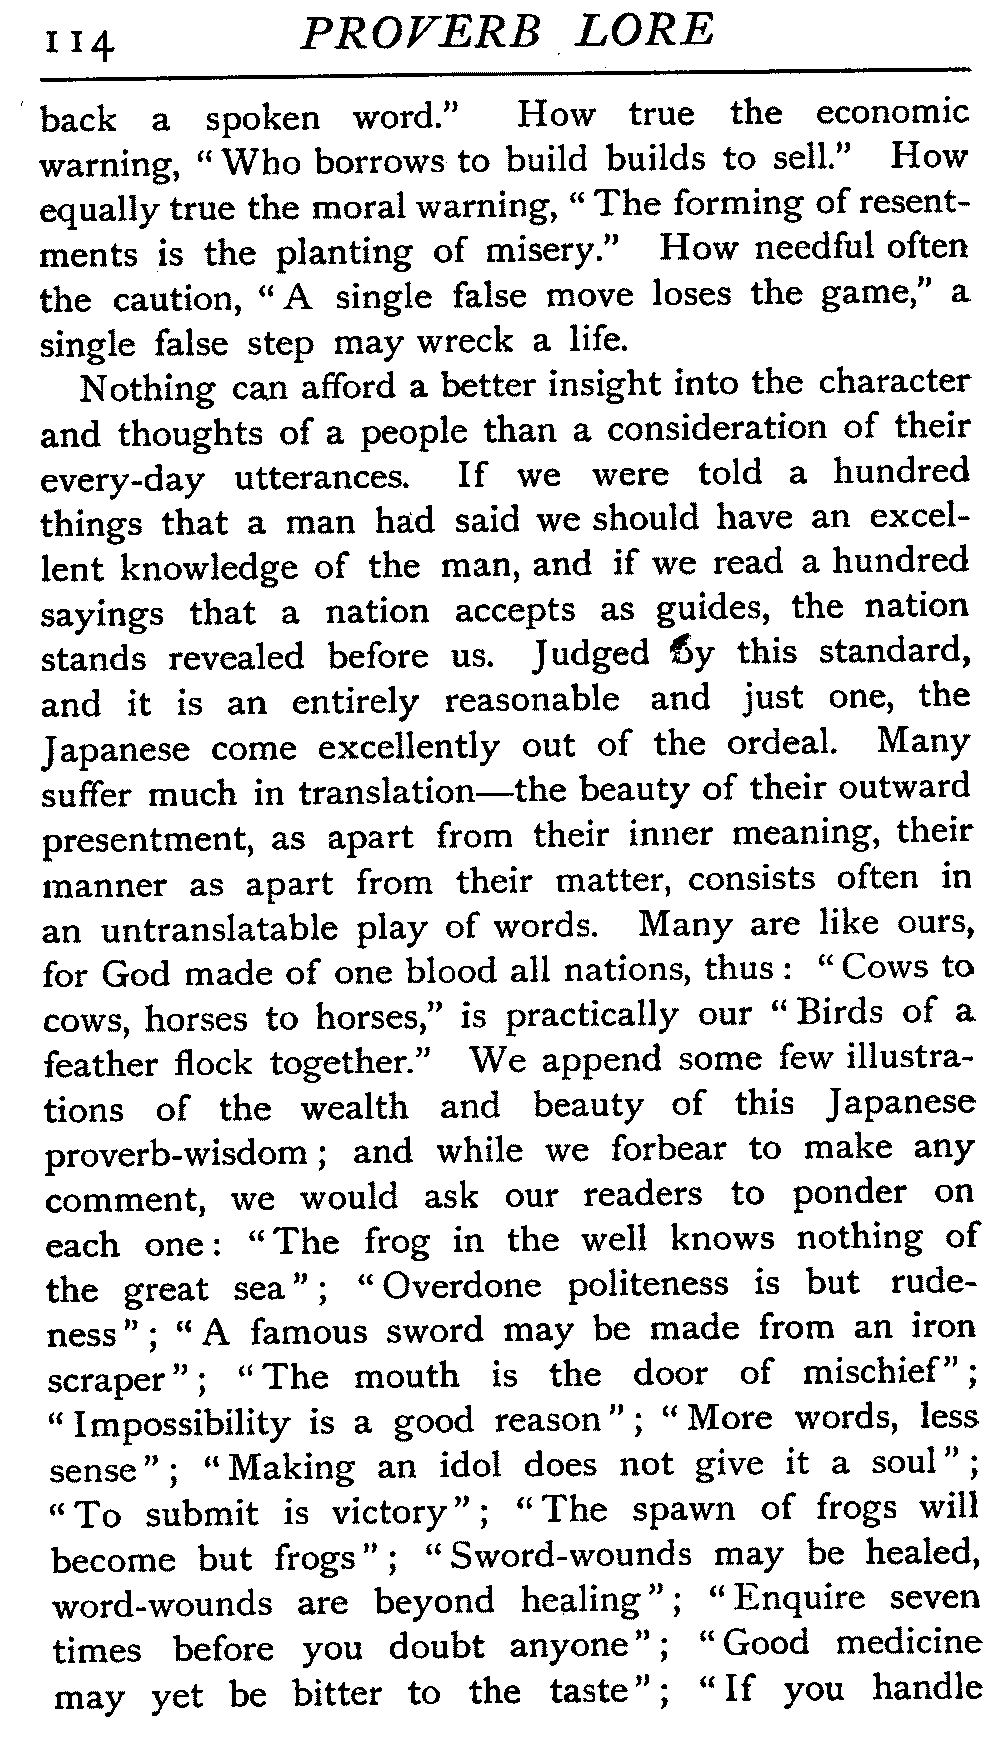 114 PROVERB LORE
back a spoken word." How true the economic
warning, "Who borrows to build builds to sell." How
equally true the moral warning, "The forming of resent-
ments is the planting of misery." How needful often
the caution, "A single false move loses the game," a
single false step may wreck a life.
Nothing can afford a better insight into the character
and thoughts of a people than a consideration of their
every-day utterances. If we were told a hundred
things that a man had said we should have an excel-
lent knowledge of the man, and if we read a hundred
sayings that a nation accepts as guides, the nation
stands revealed before us. Judged by this standard,
and it is an entirely reasonable and just one, the
Japanese come excellently out of the ordeal. Many
suffer much in translation—the beauty of their outward
presentment, as apart from their inner meaning, their
manner as apart from their matter, consists often in
an untranslatable play of words. Many are like ours,
for God made of one blood all nations, thus: "Cows to
cows, horses to horses," is practically our "Birds of a
feather flock together." We append some few illustra-
tions of the wealth and beauty of this Japanese
proverb-wisdom; and while we forbear to make any
comment, we would ask our readers to ponder on
each one: "The frog in the well knows nothing of
the great sea"; "Overdone politeness is but rude-
ness"; "A famous sword may be made from an iron
scraper"; "The mouth is the door of mischief";
"Impossibility is a good reason"; "More words, less
sense"; "Making an idol does not give it a soul";
"To submit is victory"; "The spawn of frogs will
become but frogs"; "Sword-wounds may be healed,
word-wounds are beyond healing"; "Enquire seven
times before you doubt anyone"; "Good medicine
may yet be bitter to the taste"; "If you handle